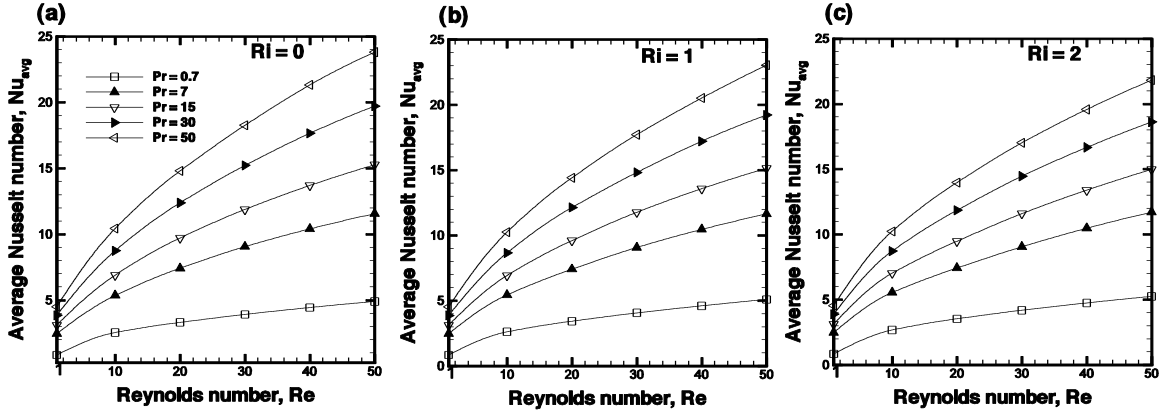 (a)
Ri = 0
Pr = 0.7
Pr = 7
Pr = 15
Pr = 30
Pr = 50
Average Nusselt number, Nuavg
25
20
15
10
5
0
1
10
20
30
40
50
Reynolds number, Re
(b)
Ri = 1
Average Nusselt number, Nuavg
25
20
15
10
5
0
1
10
20
30
40
50
Reynolds number, Re
(c)
Ri = 2
Average Nusselt number, Nuavg
25
20
15
10
5
0
1
10
20
30
40
50
Reynolds number, Re